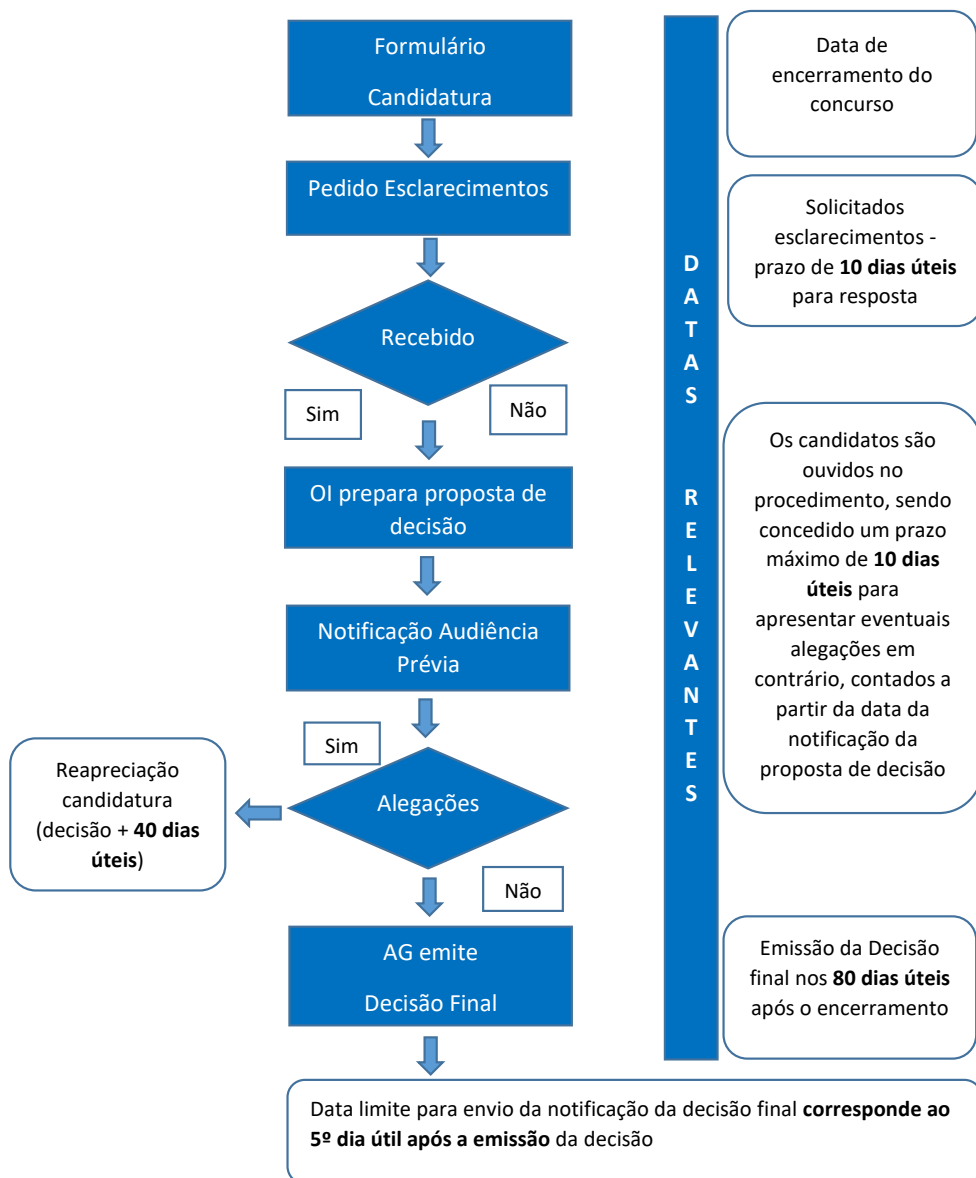 Formulário
Candidatura
Data de
encerramento do
concurso
Pedido Esclarecimentos
Solicitados
esclarecimentos -
prazo de 10 dias úteis
para resposta
DATAS RELEVANTES
Recebido
Sim
Não
OI prepara proposta de
decisão
Os candidatos são
ouvidos no
procedimento, sendo
concedido um prazo
máximo de 10 dias
úteis para
apresentar eventuais
alegações em
contrário, contados a
partir da data da
notificação da
proposta de decisão
Notificação Audiência
Prévia
Sim
Alegações
Reapreciação
candidatura
(decisão + 40 dias
úteis)
Não
AG emite
Decisão Final
Emissão da Decisão
final nos 80 dias úteis
após o encerramento
Data limite para envio da notificação da decisão final corresponde ao
5º dia útil após a emissão da decisão